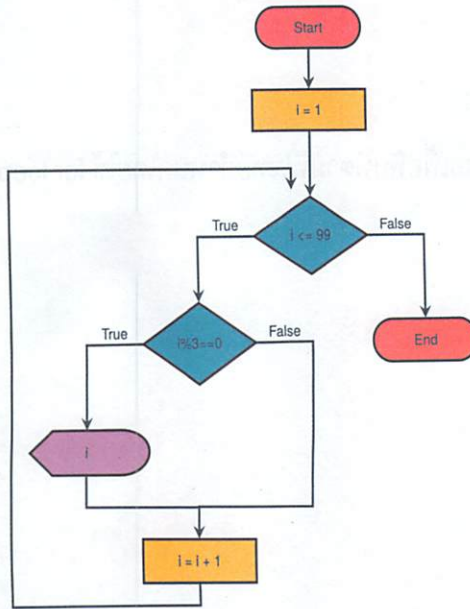 Start
i = 1
i <= 99
True
False
i%3==0
True
False
End
i
i = i + 1